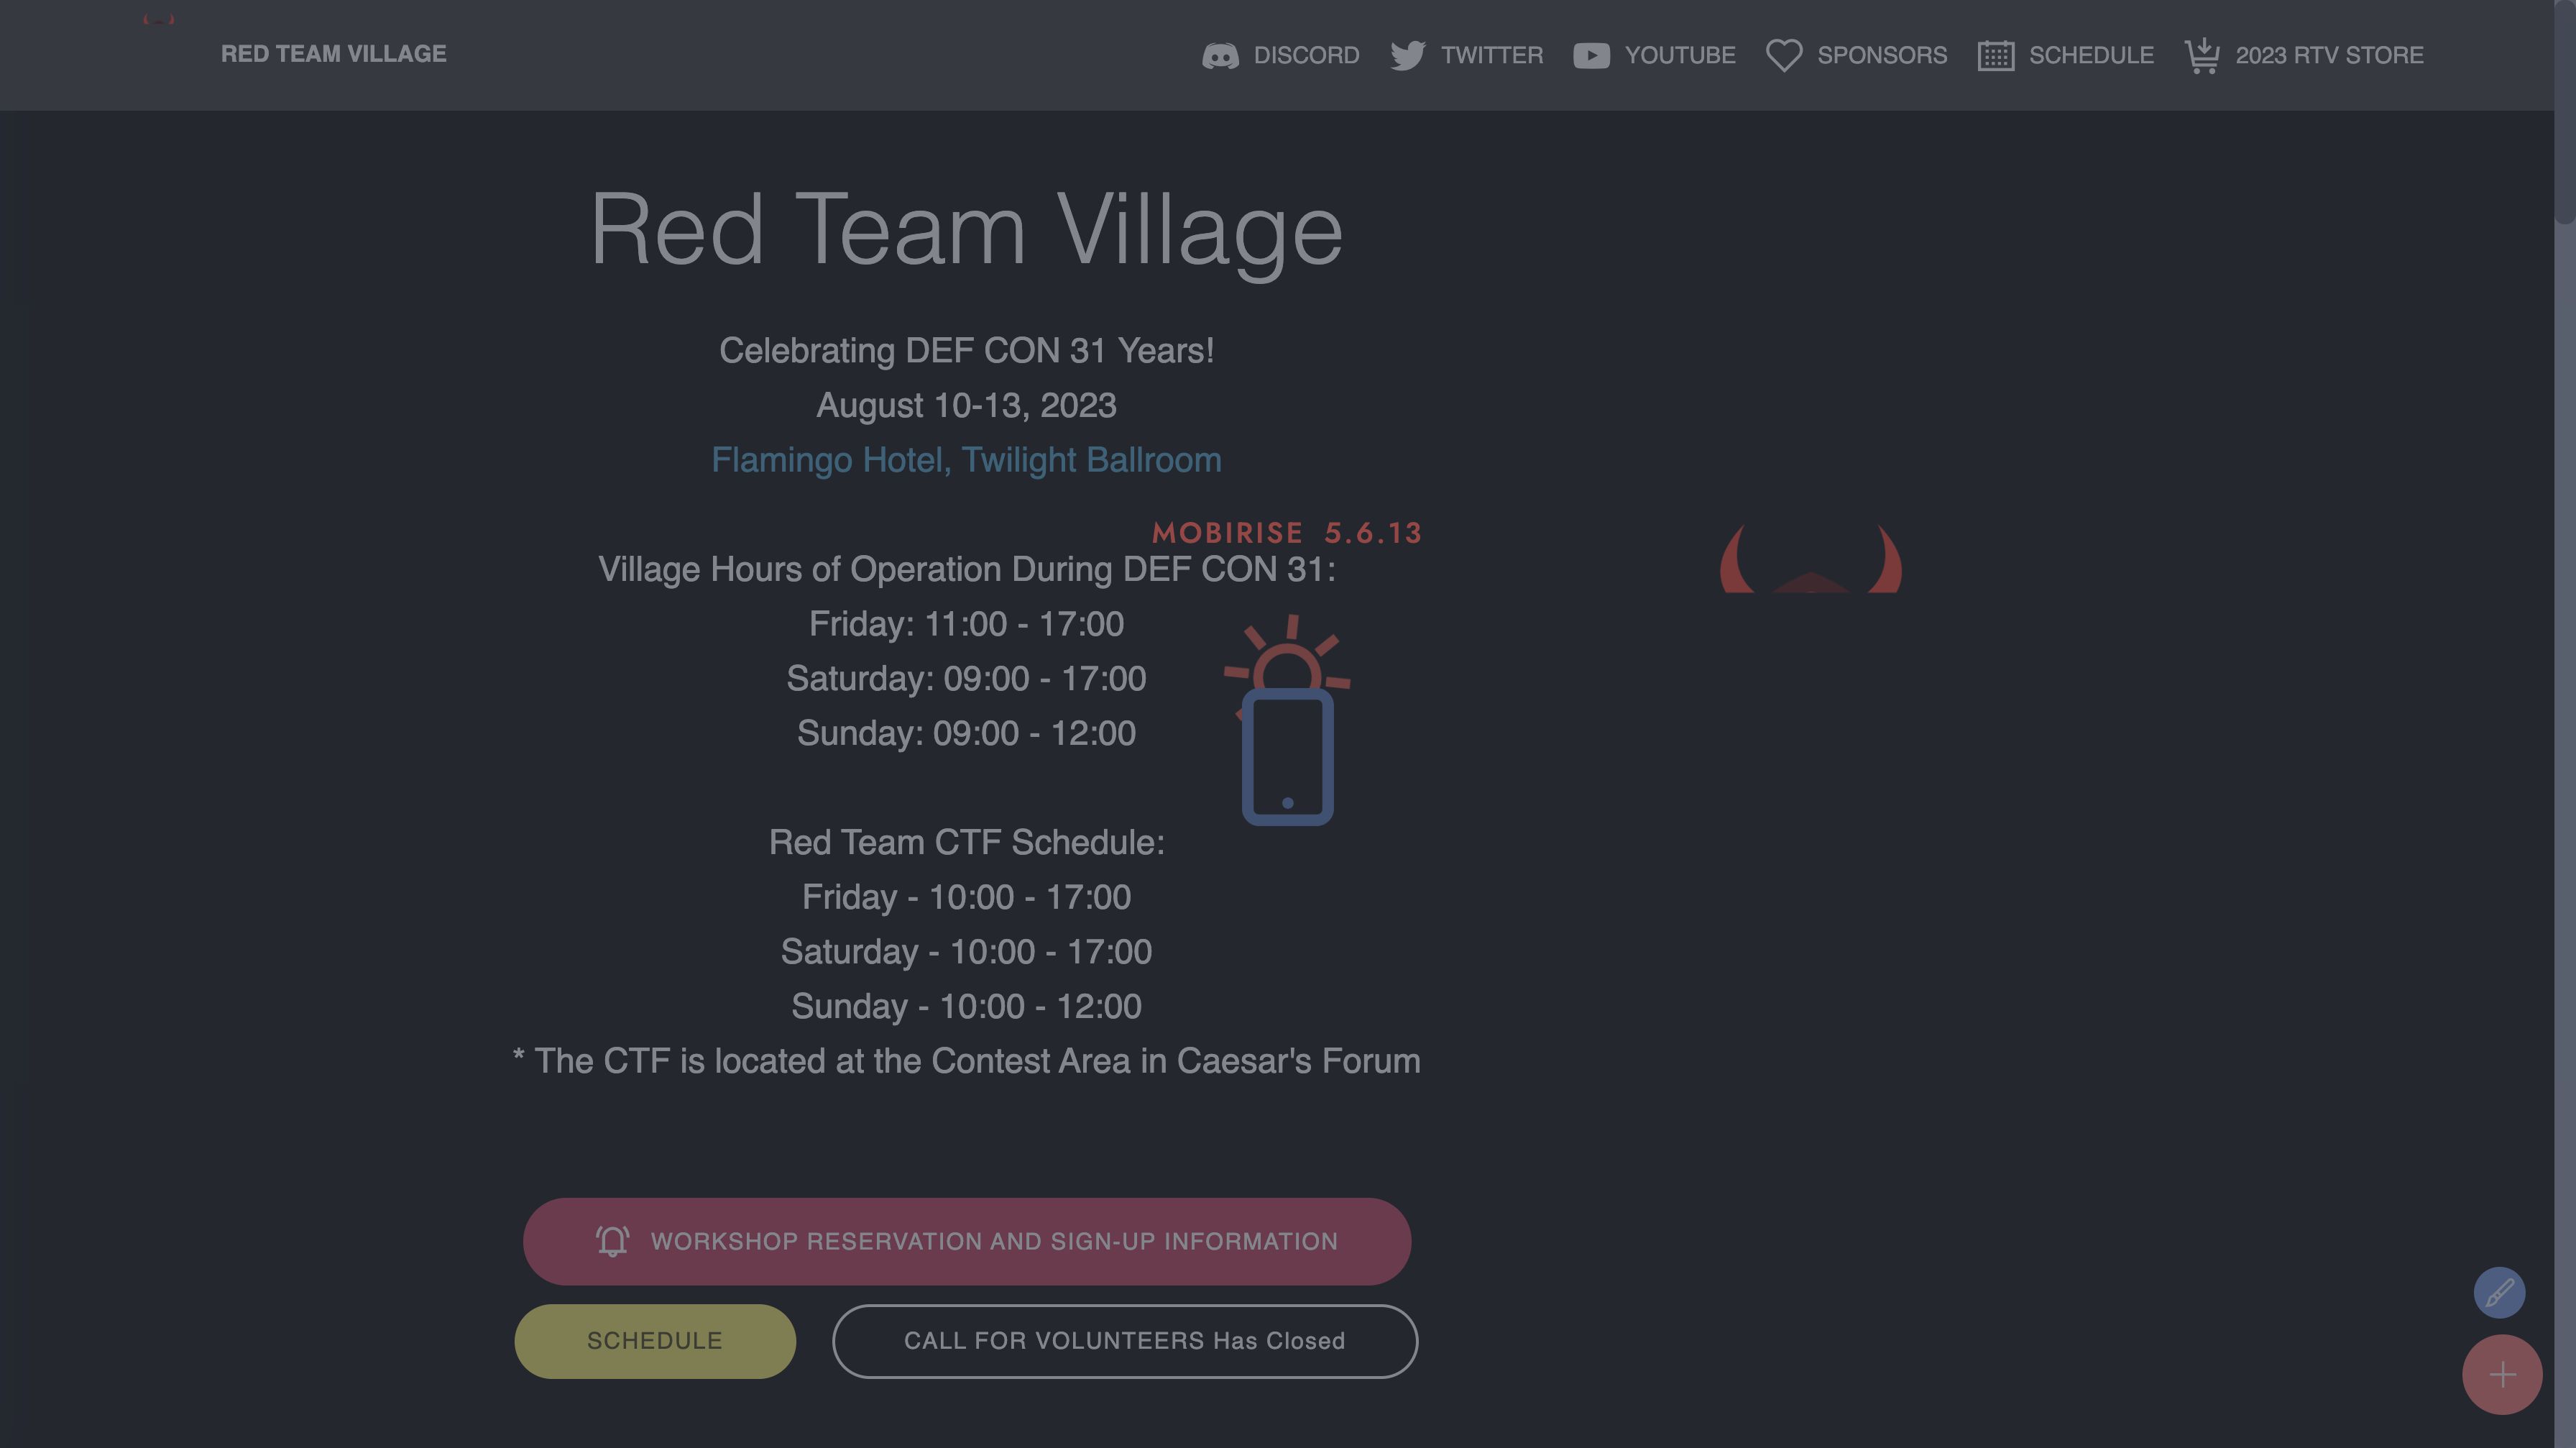 RED TEAM VILLAGE
DISCORD
TWITTER
YOUTUBE
SPONSORS
SCHEDULE
2023 RTV STORE
Red Team Village
Celebrating DEF CON 31 Years!
August 10-13, 2023
Flamingo Hotel, Twilight Ballroom
MOBIRISE 5.6.13
Village Hours of Operation During DEF CON 31:
Friday: 11:00 - 17:00
Saturday: 09:00 - 17:00
Sunday: 09:00 - 12:00
Red Team CTF Schedule:
Friday - 10:00 - 17:00
Saturday - 10:00 - 17:00
Sunday - 10:00 - 12:00
* The CTF is located at the Contest Area in Caesar's Forum
WORKSHOP RESERVATION AND SIGN-UP INFORMATION
SCHEDULE
CALL FOR VOLUNTEERS Has Closed